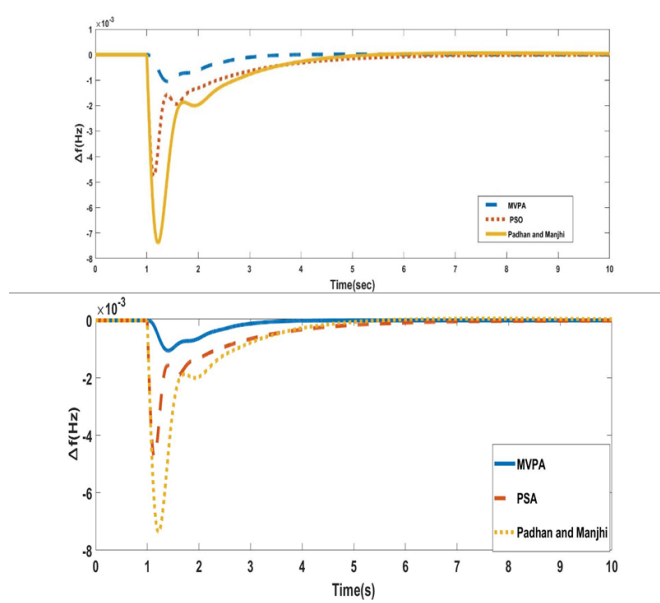 ×10⁻³
1
0
-1
-2
-3
-4
-5
-6
-7
-8
Δf(Hz)
MVPA
PSO
Padhan and Manjhi
0 1 2 3 4 5 6 7 8 9 10
Time(sec)
×10⁻³
0
-2
-4
-6
-8
Δf(Hz)
MVPA
PSA
Padhan and Manjhi
0 1 2 3 4 5 6 7 8 9 10
Time(s)